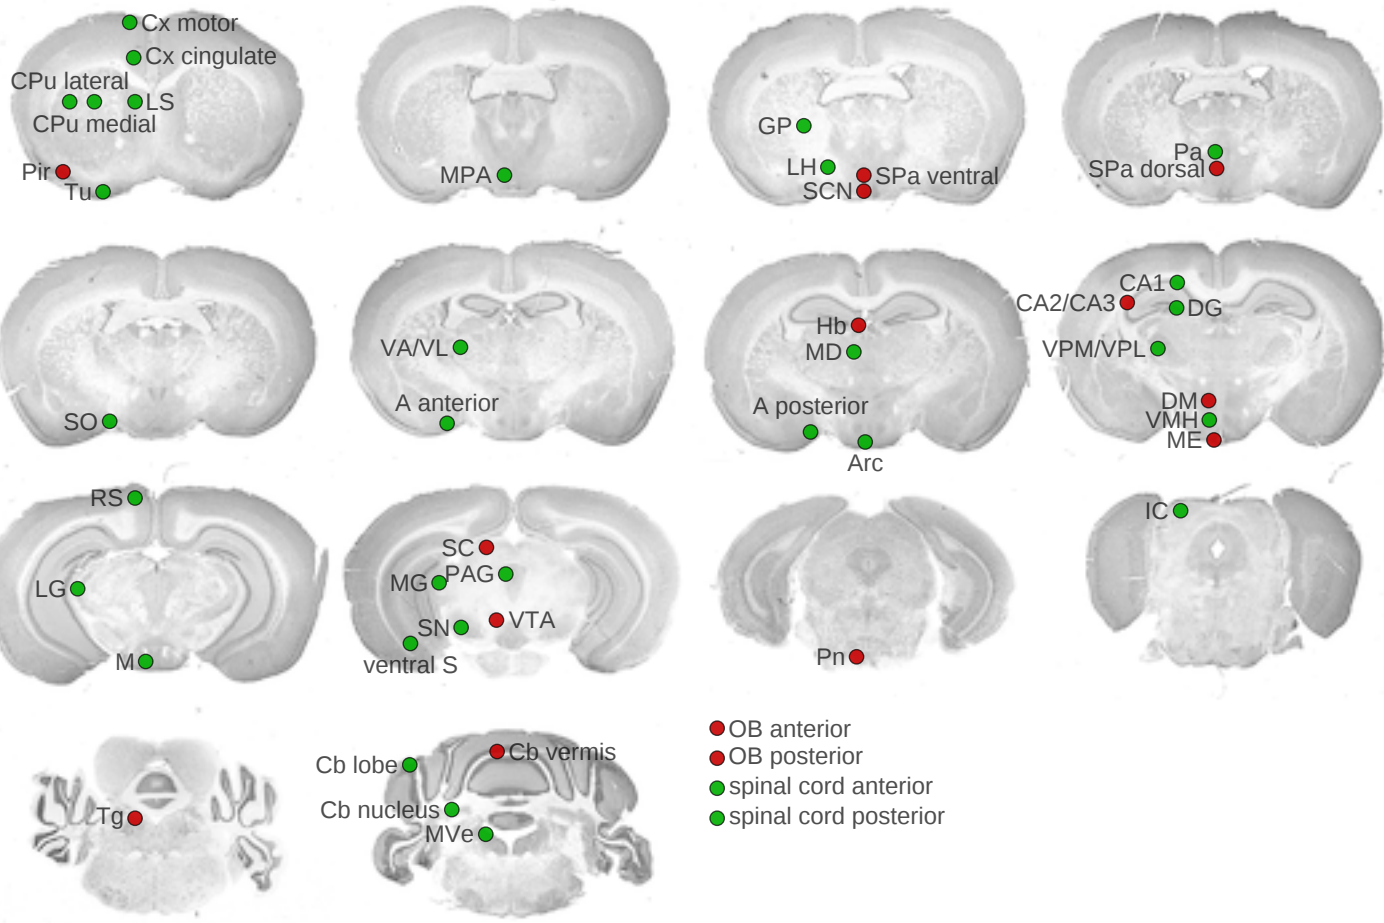 Cx motor
Cx cingulate
CPu lateral
LS
CPu medial
Pir
Tu
MPA
GP
LH
SPa ventral
SCN
Pa
SPa dorsal
SO
VA/VL
A anterior
Hb
MD
A posterior
Arc
CA1
CA2/CA3
DG
VPM/VPL
DM
VMH
ME
RS
LG
M
SC
MG
PAG
SN
VTA
ventral S
Pn
IC
Tg
Cb lobe
Cb vermis
Cb nucleus
MVe
OB anterior
OB posterior
spinal cord anterior
spinal cord posterior